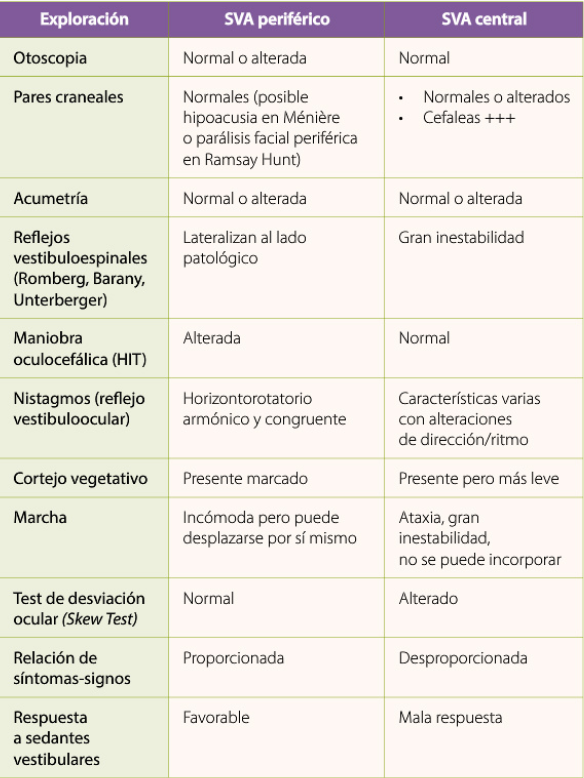 Exploración SVA periférico SVA central
Otoscopia Normal o alterada Normal
Pares craneales Normales (posible • Normales o alterados
hipoacusia en Ménière • Cefaleas +++
o parálisis facial periférica
en Ramsay Hunt)
Acumetría Normal o alterada Normal o alterada
Reflejos Lateralizan al lado Gran inestabilidad
vestibuloespinales patológico
(Romberg, Barany,
Unterberger)
Maniobra Alterada Normal
oculocefálica (HIT)
Nistagmos (reflejo Horizontorotatorio Características varias
vestibuloocular) armónico y congruente con alteraciones
de dirección/ritmo
Cortejo vegetativo Presente marcado Presente pero más leve
Marcha Incómoda pero puede Ataxia, gran
desplazarse por sí mismo inestabilidad,
no se puede incorporar
Test de desviación Normal Alterado
ocular (Skew Test)
Relación de Proporcionada Desproporcionada
síntomas-signos
Respuesta Favorable Mala respuesta
a sedantes
vestibulares